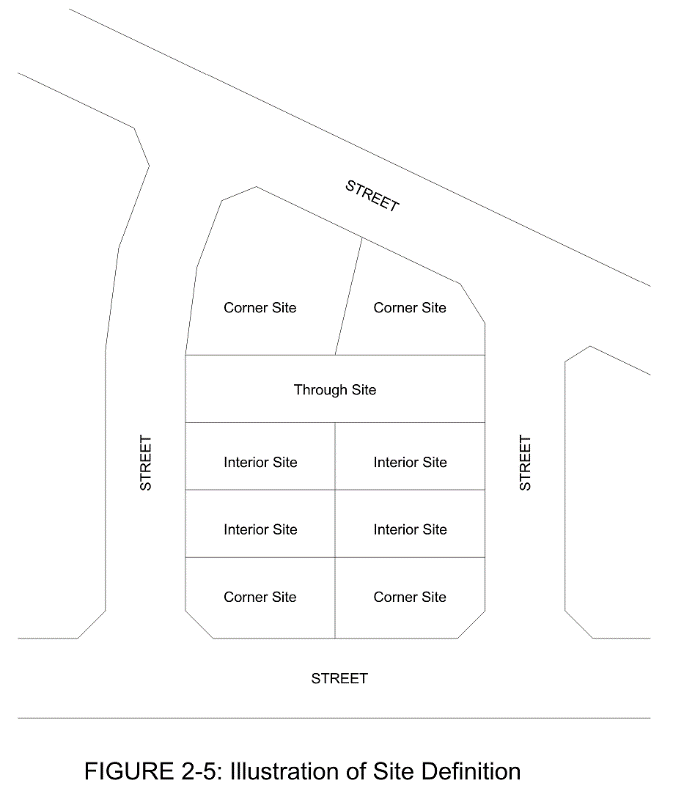 STREET
Corner Site
Corner Site
Through Site
STREET
Interior Site
Interior Site
STREET
Interior Site
Interior Site
Corner Site
Corner Site
STREET
FIGURE 2-5: Illustration of Site Definition